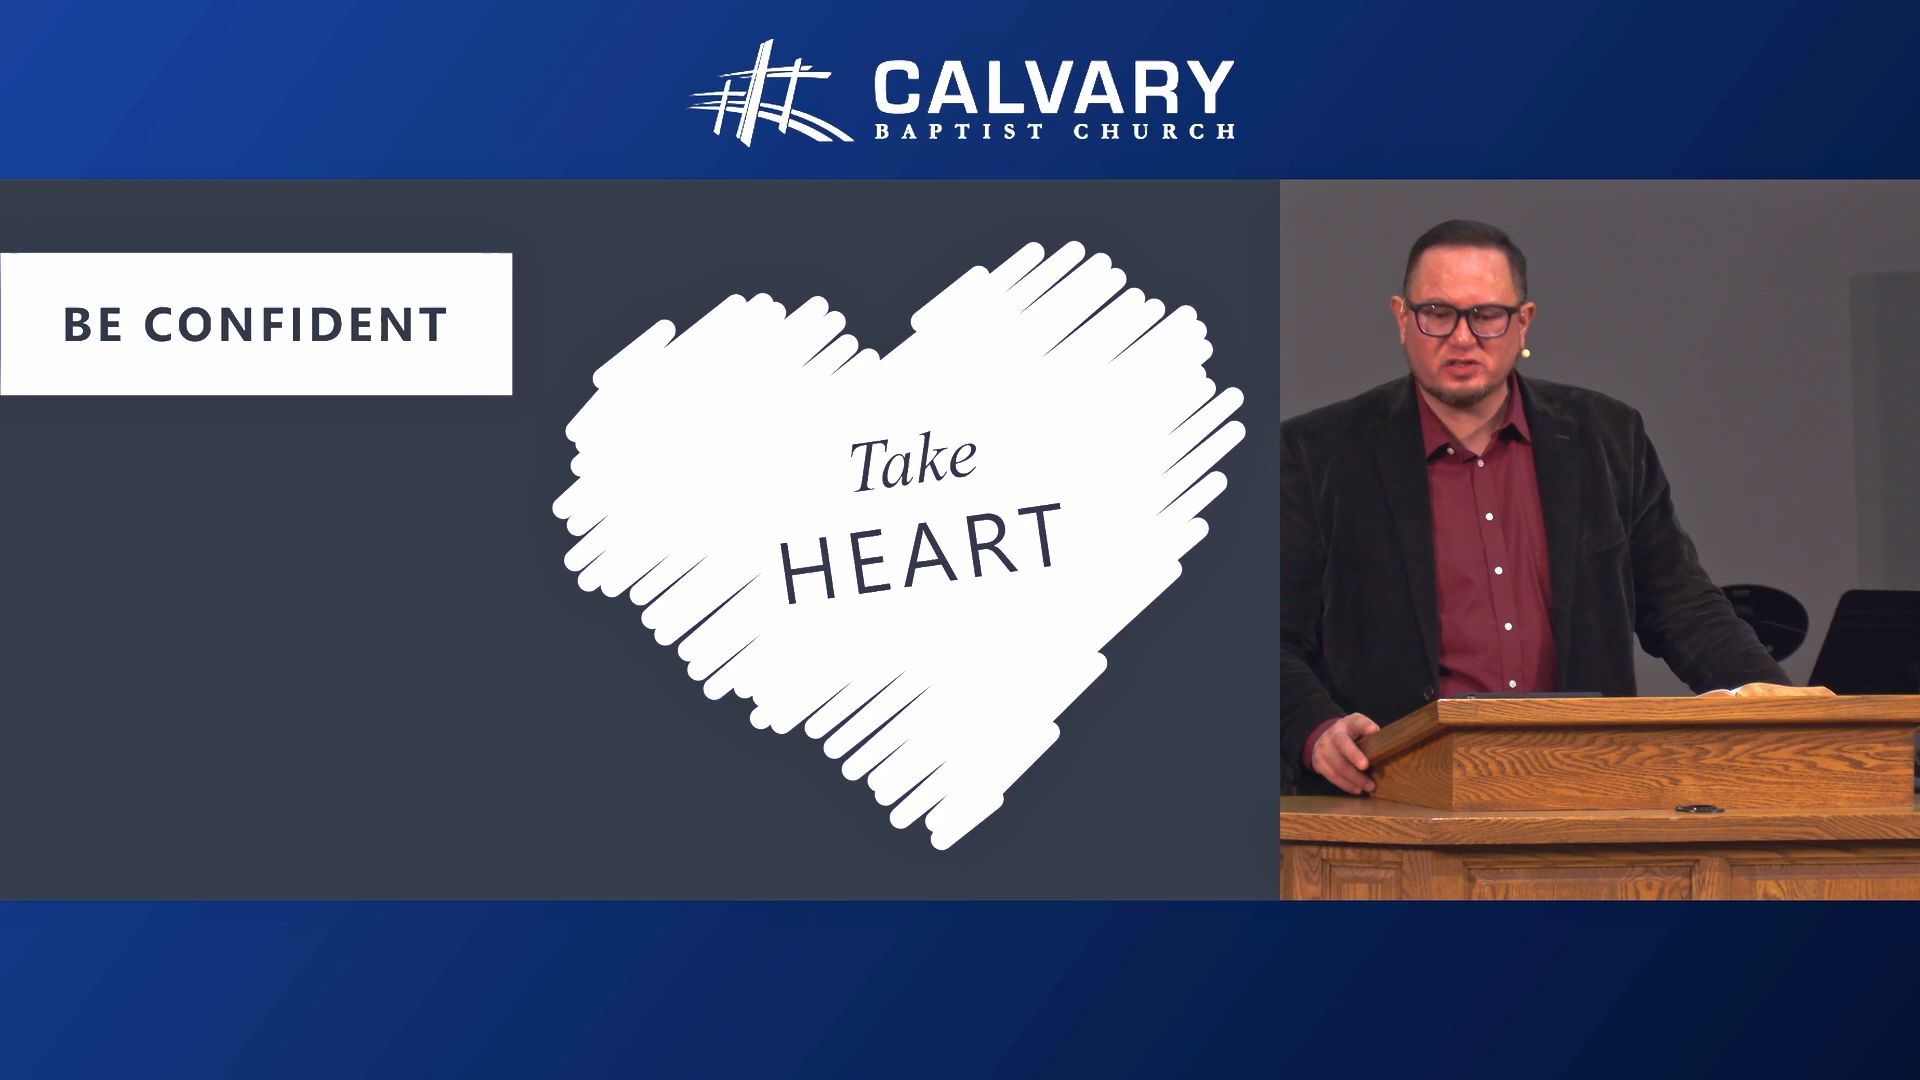 CALVARY
BAPTIST CHURCH
BE CONFIDENT
Take
HEART